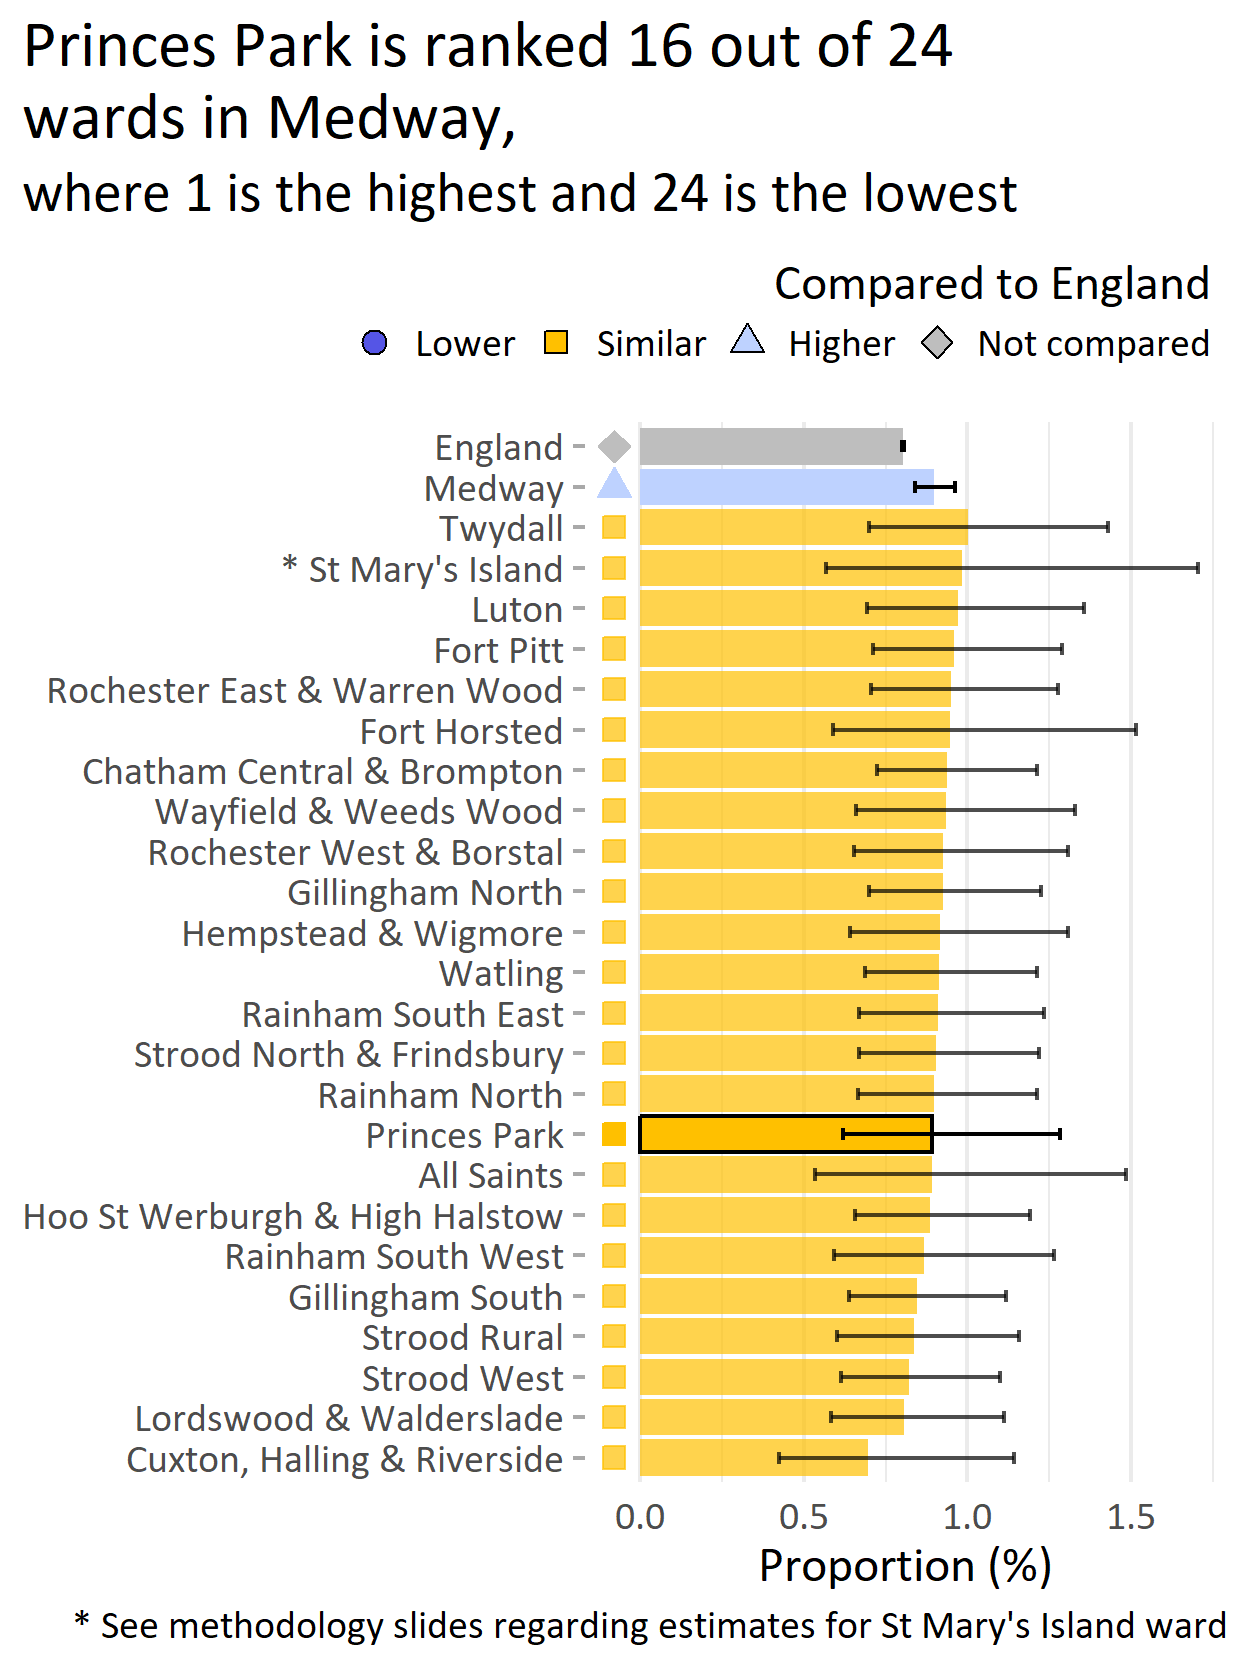 Princes Park is ranked 16 out of 24
wards in Medway,
where 1 is the highest and 24 is the lowest
Compared to England
Lower Similar Higher Not compared
England
Medway
Twydall
* St Mary's Island
Luton
Fort Pitt
Rochester East & Warren Wood
Fort Horsted
Chatham Central & Brompton
Wayfield & Weeds Wood
Rochester West & Borstal
Gillingham North
Hempstead & Wigmore
Watling
Rainham South East
Strood North & Frindsbury
Rainham North
Princes Park
All Saints
Hoo St Werburgh & High Halstow
Rainham South West
Gillingham South
Strood Rural
Strood West
Lordswood & Walderslade
Cuxton, Halling & Riverside
0.0 0.5 1.0 1.5
Proportion (%)
* See methodology slides regarding estimates for St Mary's Island ward